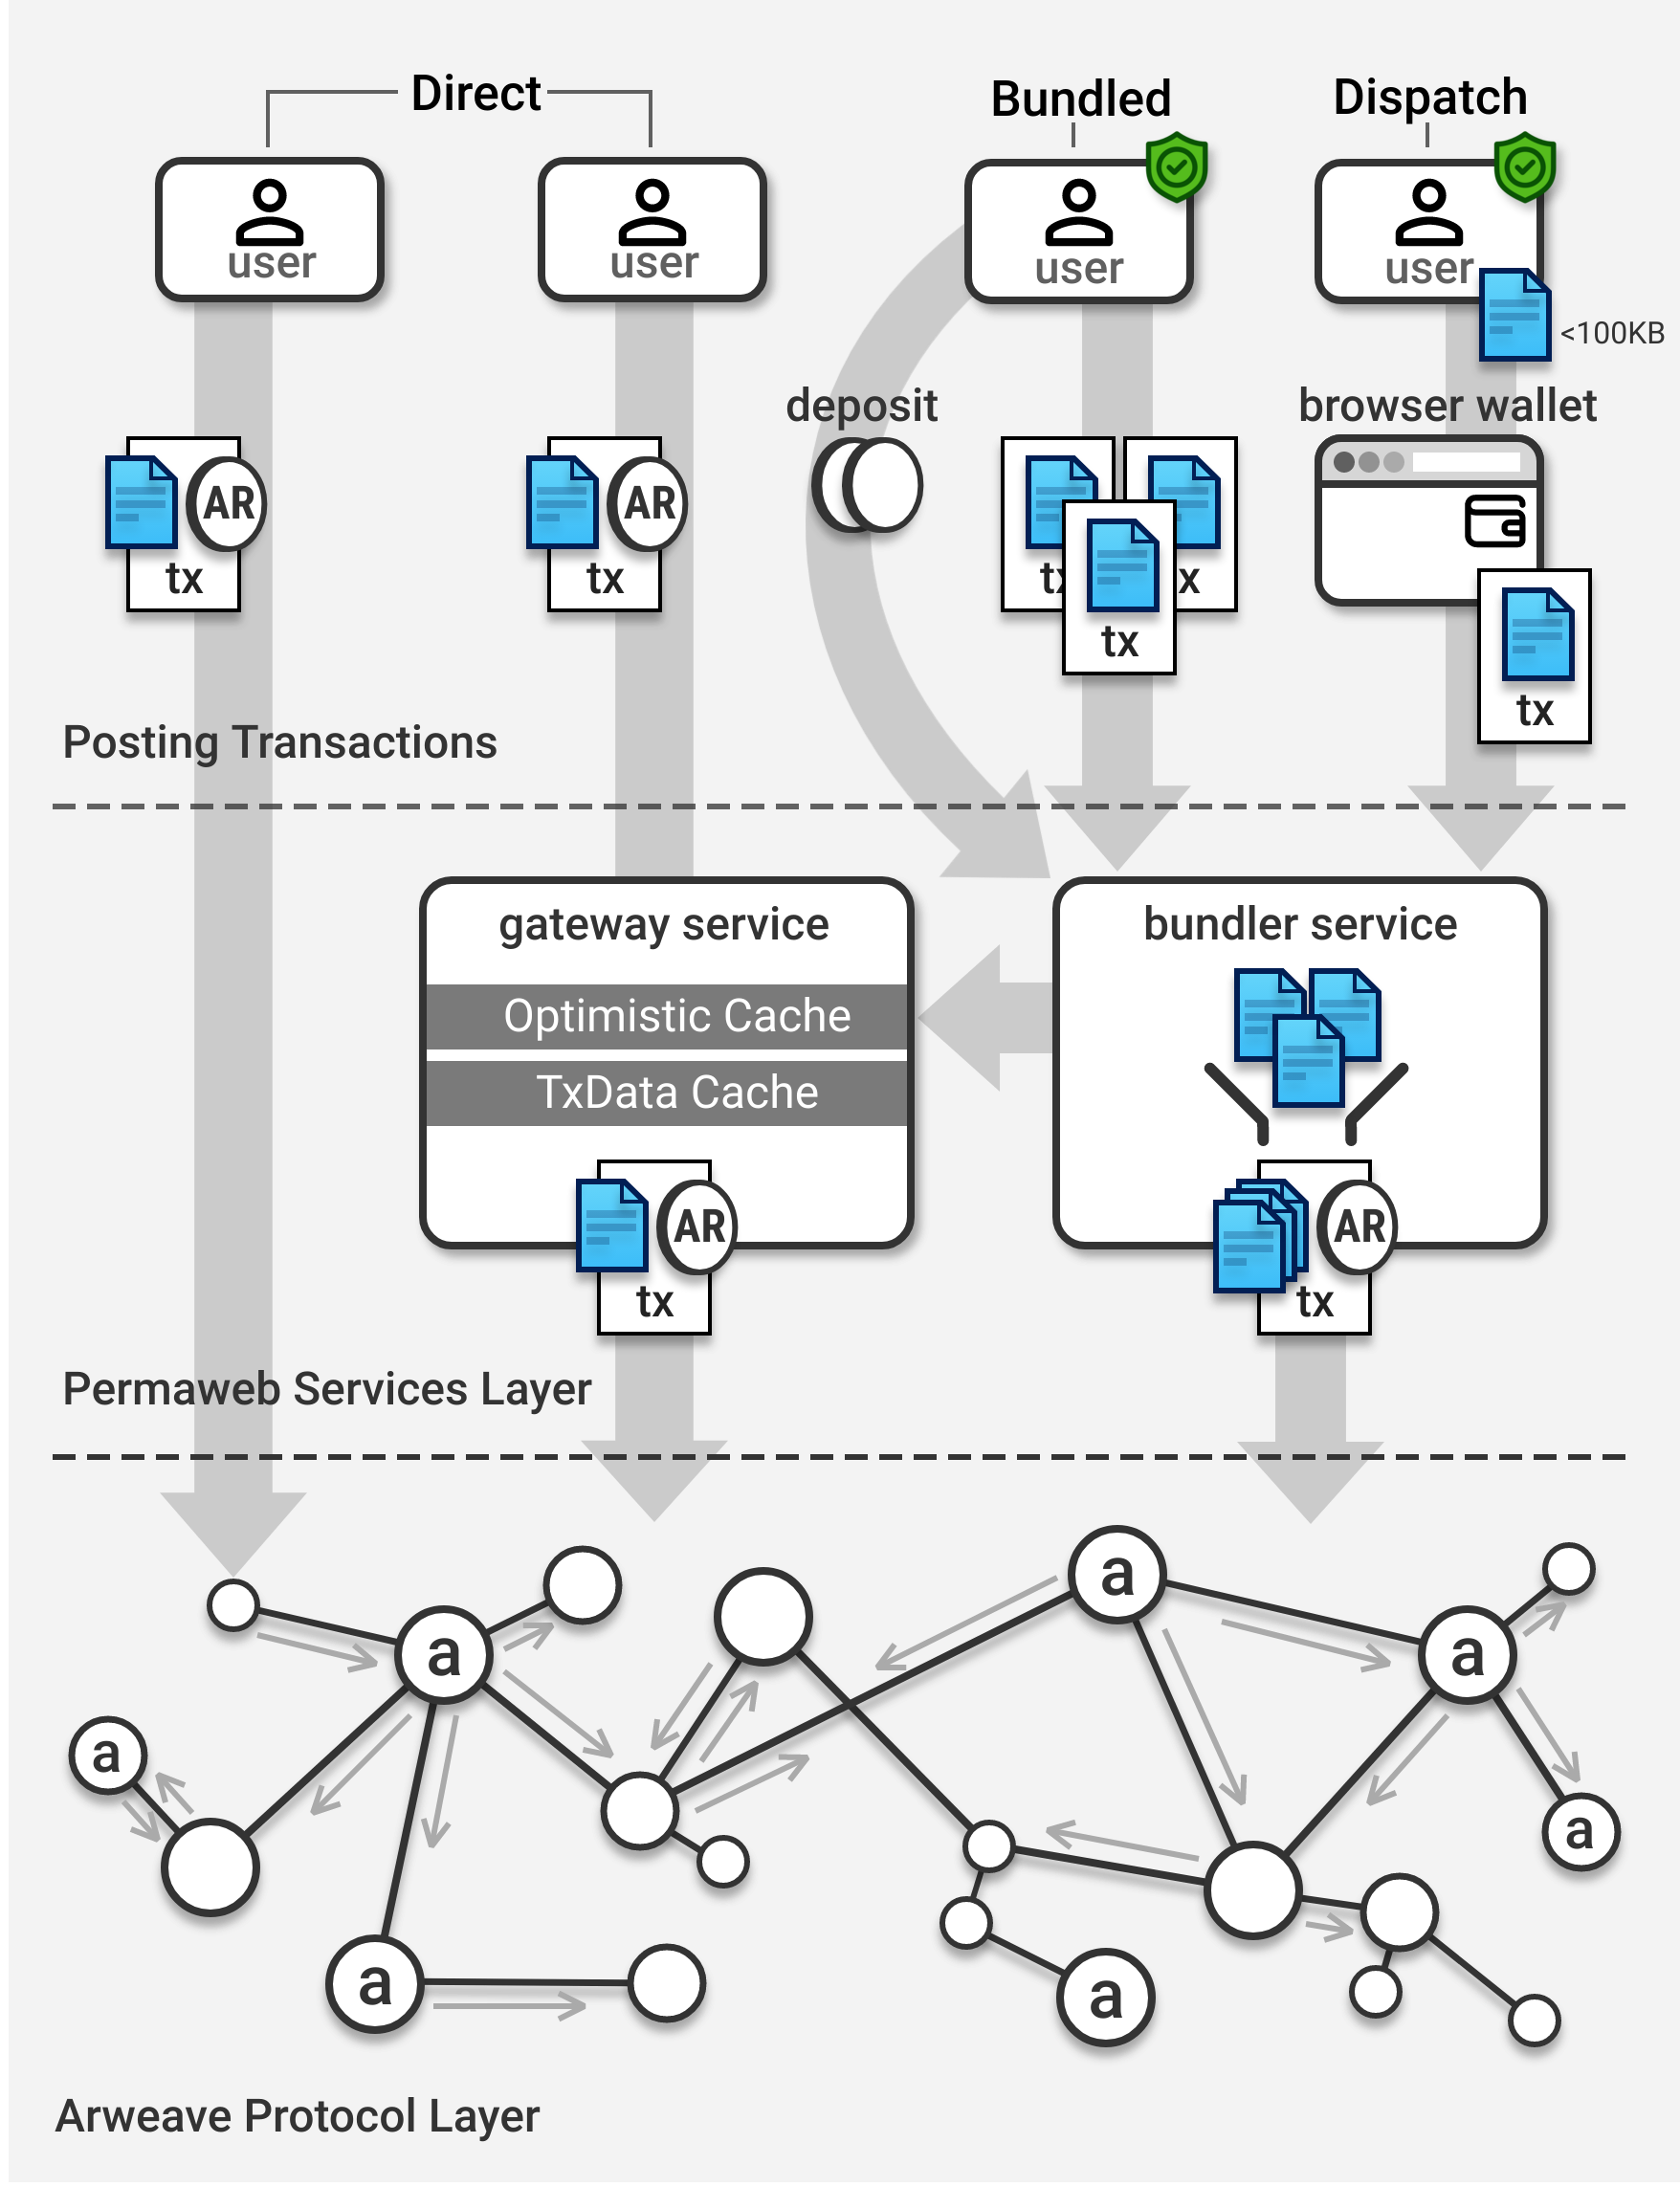 Direct
Bundled
Dispatch
user
user
user
user
<100KB
deposit
browser wallet
AR
tx
AR
tx
tx
x
tx
tx
Posting Transactions
gateway service
bundler service
Optimistic Cache
TxData Cache
AR
tx
AR
tx
Permaweb Services Layer
a
a
a
a
a
a
a
Arweave Protocol Layer